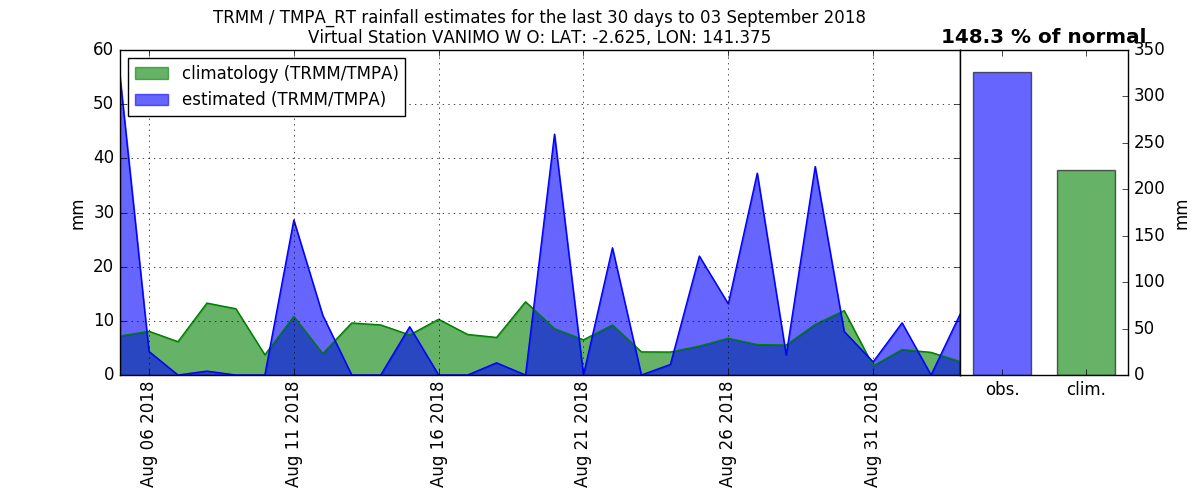 TRMM / TMPA_RT rainfall estimates for the last 30 days to 03 September 2018
Virtual Station VANIMO W O: LAT: -2.625, LON: 141.375
148.3 % of normal
climatology (TRMM/TMPA)
estimated (TRMM/TMPA)
60
50
40
30
20
10
0
mm
Aug 06 2018
Aug 11 2018
Aug 16 2018
Aug 21 2018
Aug 26 2018
Aug 31 2018
350
300
250
200
150
100
50
0
mm
obs.
clim.